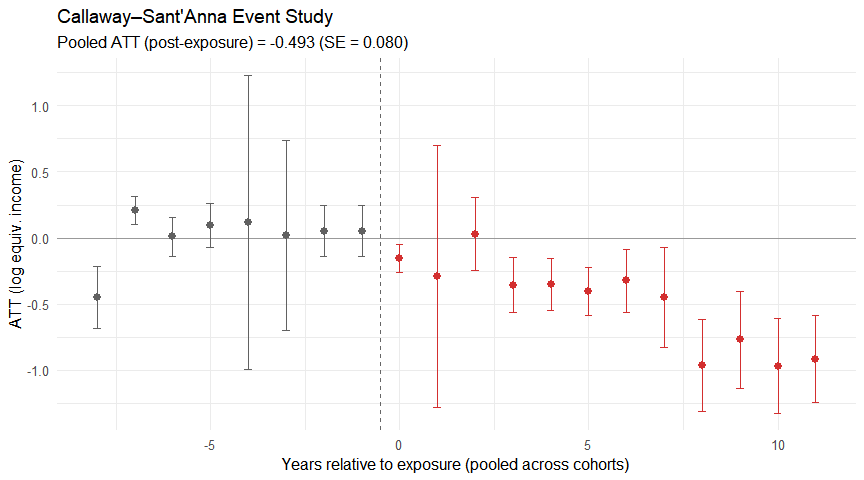 Callaway–Sant'Anna Event Study
Pooled ATT (post-exposure) = -0.493 (SE = 0.080)
ATT (log equiv. income)
1.0
0.5
0.0
-0.5
-1.0
-5
0
5
10
Years relative to exposure (pooled across cohorts)